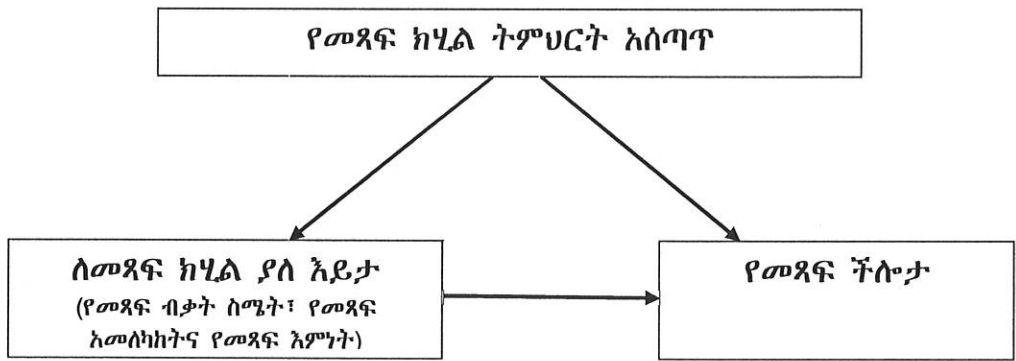 የመጻፍ ክሂል ትምህርት አሰጣጥ
ለመጻፍ ክሂል ያለ እይታ
(የመጻፍ ብቃት ስሜት፣ የመጻፍ
አመለካከትና የመጻፍ እምነት)
የመጻፍ ችሎታ